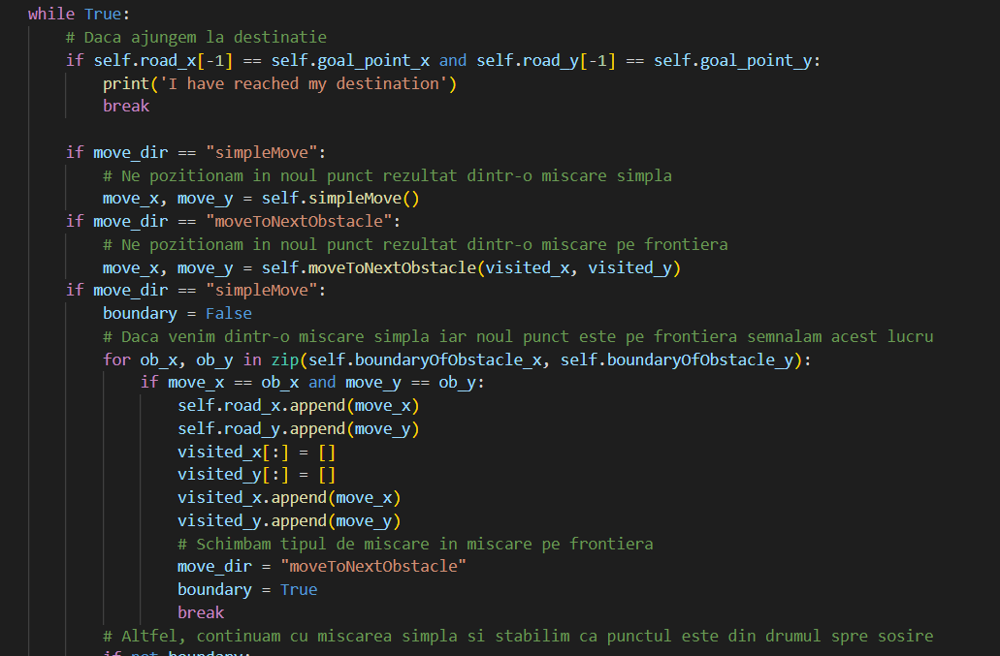 while True:
# Daca ajungem la destinatie
if self.road_x[-1] == self.goal_point_x and self.road_y[-1] == self.goal_point_y:
print('I have reached my destination')
break
if move_dir == "simpleMove":
# Ne pozitionam in noul punct rezultat dintr-o miscare simpla
move_x, move_y = self.simpleMove()
if move_dir == "moveToNextObstacle":
# Ne pozitionam in noul punct rezultat dintr-o miscare pe frontiera
move_x, move_y = self.moveToNextObstacle(visited_x, visited_y)
if move_dir == "simpleMove":
boundary = False
# Daca venim dintr-o miscare simpla iar noul punct este pe frontiera semnalam acest lucru
for ob_x, ob_y in zip(self.boundaryOfObstacle_x, self.boundaryOfObstacle_y):
if move_x == ob_x and move_y == ob_y:
self.road_x.append(move_x)
self.road_y.append(move_y)
visited_x[:] = []
visited_y[:] = []
visited_x.append(move_x)
visited_y.append(move_y)
# Schimbam tipul de miscare in miscare pe frontiera
move_dir = "moveToNextObstacle"
boundary = True
break
# Altfel, continuam cu miscarea simpla si stabilim ca punctul este din drumul spre sosire
if not boundary: